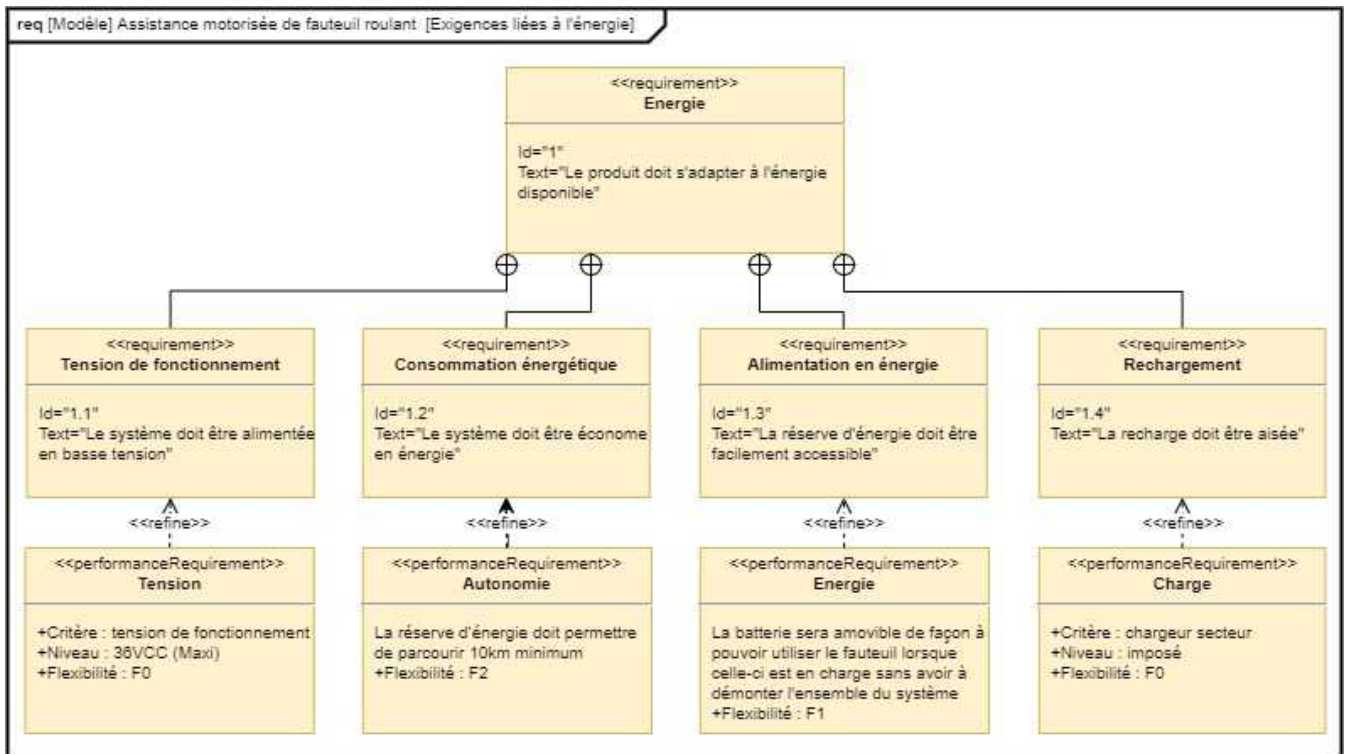 req [Modèle] Assistance motorisée de fauteuil roulant [Exigences liées à l'énergie]
<<requirement>>
Energie
Id="1"
Text="Le produit doit s'adapter à l'énergie
disponible"
<<requirement>>
Tension de fonctionnement
Id="1.1"
Text="Le système doit être alimentée
en basse tension"
<<requirement>>
Consommation énergétique
Id="1.2"
Text="Le système doit être économe
en énergie"
<<requirement>>
Alimentation en énergie
Id="1.3"
Text="La réserve d'énergie doit être
facilement accessible"
<<requirement>>
Rechargement
Id="1.4"
Text="La recharge doit être aisée"
<<refine>>
<<refine>>
<<refine>>
<<refine>>
<<performanceRequirement>>
Tension
+Critère : tension de fonctionnement
+Niveau : 36VCC (Maxi)
+Flexibilité : F0
<<performanceRequirement>>
Autonomie
La réserve d'énergie doit permettre
de parcourir 10km minimum
+Flexibilité : F2
<<performanceRequirement>>
Energie
La batterie sera amovible de façon à
pouvoir utiliser le fauteuil lorsque
celle-ci est en charge sans avoir à
démonter l'ensemble du système
+Flexibilité : F1
<<performanceRequirement>>
Charge
+Critère : chargeur secteur
+Niveau : imposé
+Flexibilité : F0